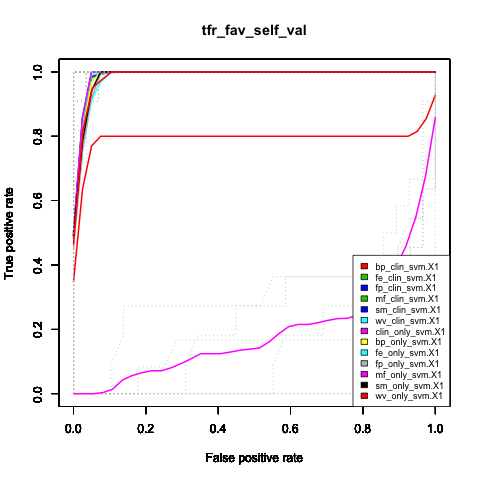 tfr_fav_self_val
True positive rate
1.0
0.8
0.6
0.4
0.2
0.0
bp_clin_svm.X1
fe_clin_svm.X1
fp_clin_svm.X1
mf_clin_svm.X1
sm_clin_svm.X1
wv_clin_svm.X1
clin_only_svm.X1
bp_only_svm.X1
fe_only_svm.X1
fp_only_svm.X1
mf_only_svm.X1
sm_only_svm.X1
wv_only_svm.X1
0.0 0.2 0.4 0.6 0.8 1.0
False positive rate